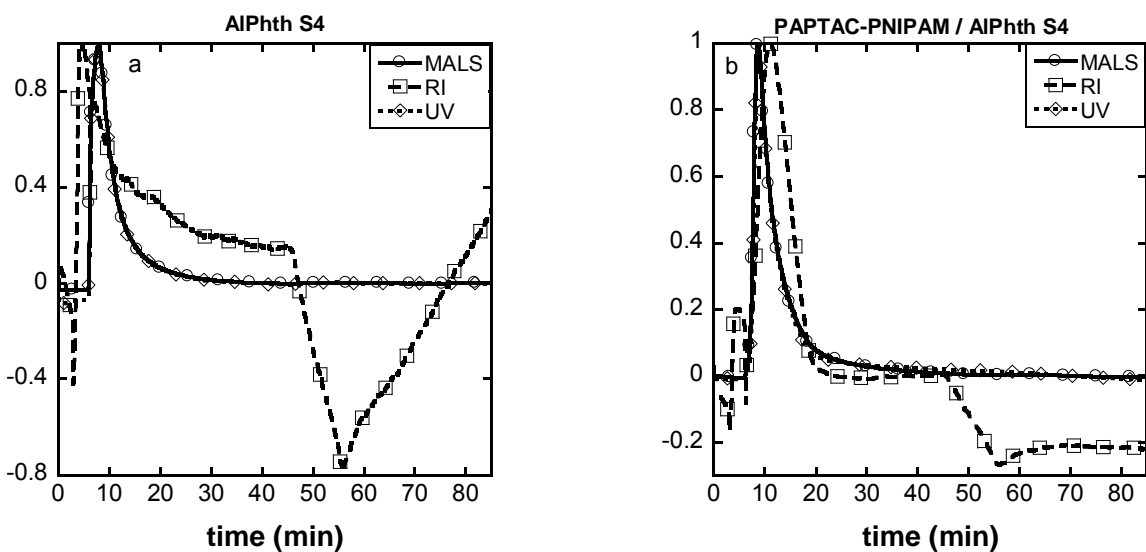 AlPhth S4
a
MALS
RI
UV
0.8
0.4
0
-0.4
-0.8
0 10 20 30 40 50 60 70 80
time (min)
PAPTAC-PNIPAM / AlPhth S4
b
MALS
RI
UV
1
0.8
0.6
0.4
0.2
0
-0.2
0 10 20 30 40 50 60 70 80
time (min)